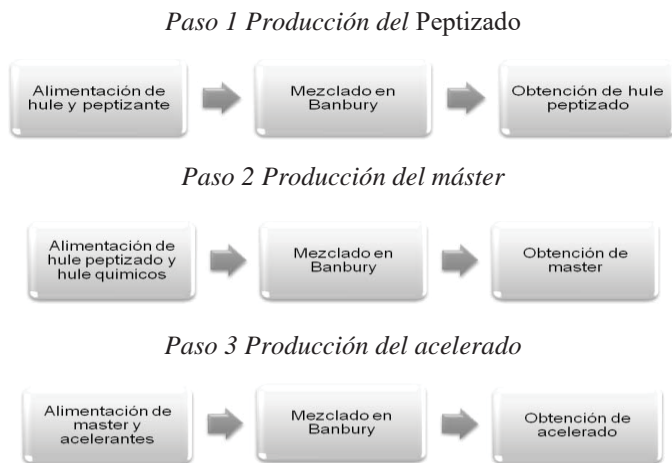 Paso 1 Producción del Peptizado
Alimentación de
hule y peptizante
Mezclado en
Banbury
Obtención de hule
peptizado
Paso 2 Producción del máster
Alimentación de
hule peptizado y
hule quimicos
Mezclado en
Banbury
Obtención de
master
Paso 3 Producción del acelerado
Alimentación de
master y
acelerantes
Mezclado en
Banbury
Obtención de
acelerado